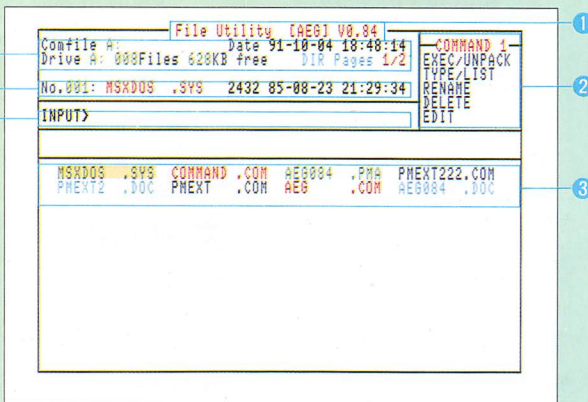 File Utility [AEG] V0.84
Comfile A: Date 91-10-04 18:48:14
Drive A: 008Files 628KB free DIR Pages 1/2
No.001: MSXDOS .SYS 2432 85-08-23 21:29:34
INPUT>
COMMAND 1
EXEC/UNPACK
TYPE/LIST
RENAME
DELETE
EDIT
MSXDOS .SYS COMMAND .COM AEG084 .PMA PMEXT222.COM
PMEXT2 .DOC PMEXT .COM AEG .COM AEG084 .DOC
1
2
3